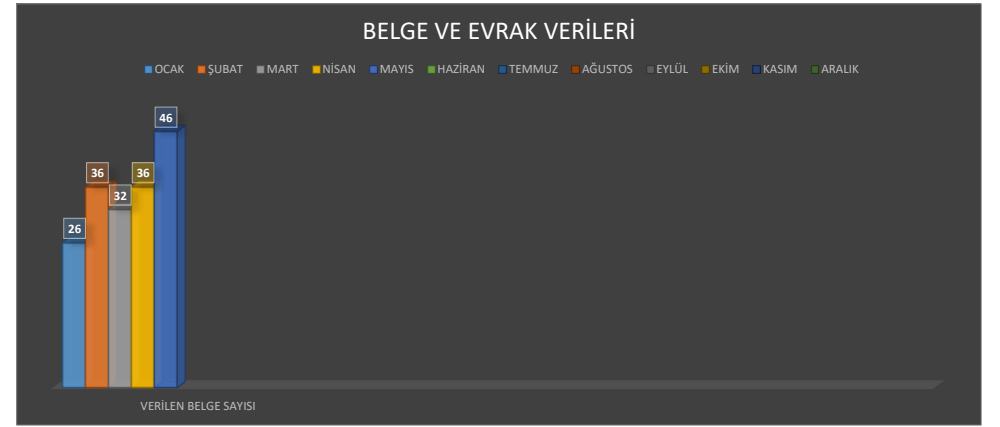 BELGE VE EVRAK VERİLERİ
OCAK ŞUBAT MART NİSAN MAYIS HAZİRAN TEMMUZ AĞUSTOS EYLÜL EKİM KASIM ARALIK
46
36 36
32
26
VERİLEN BELGE SAYISI